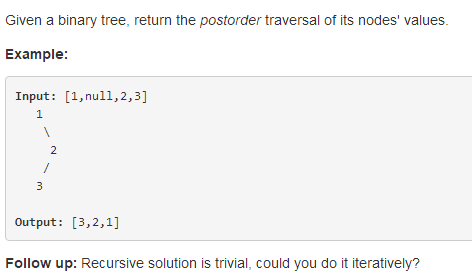 Given a binary tree, return the postorder traversal of its nodes' values.
Example:
Input: [1,null,2,3]
1
\
2
/
3
Output: [3,2,1]
Follow up: Recursive solution is trivial, could you do it iteratively?